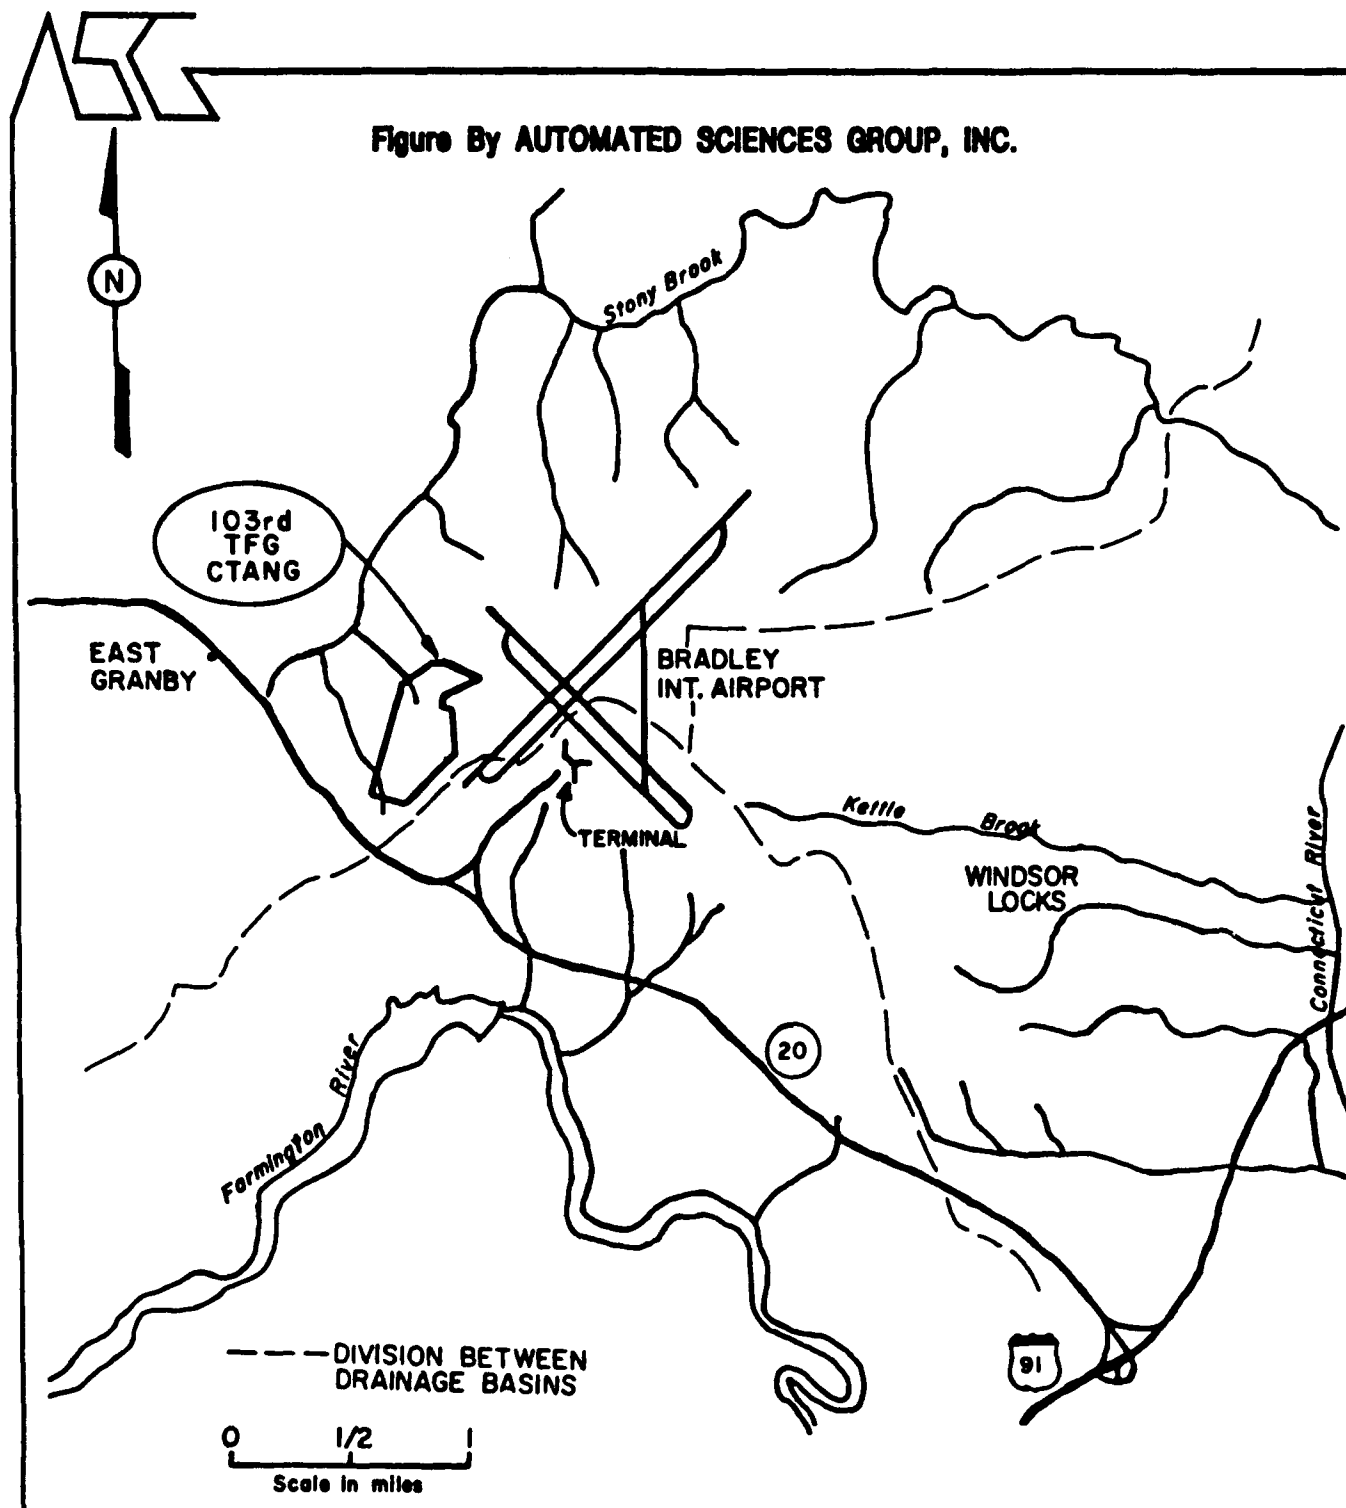 ASG
Figure By AUTOMATED SCIENCES GROUP, INC.
N
Stony Brook
103rd
TFG
CTANG
EAST
GRANBY
BRADLEY
INT. AIRPORT
TERMINAL
Kettle Brook
WINDSOR
LOCKS
Connecticut River
20
Farmington River
91
DIVISION BETWEEN
DRAINAGE BASINS
0 1/2 1
Scale in miles